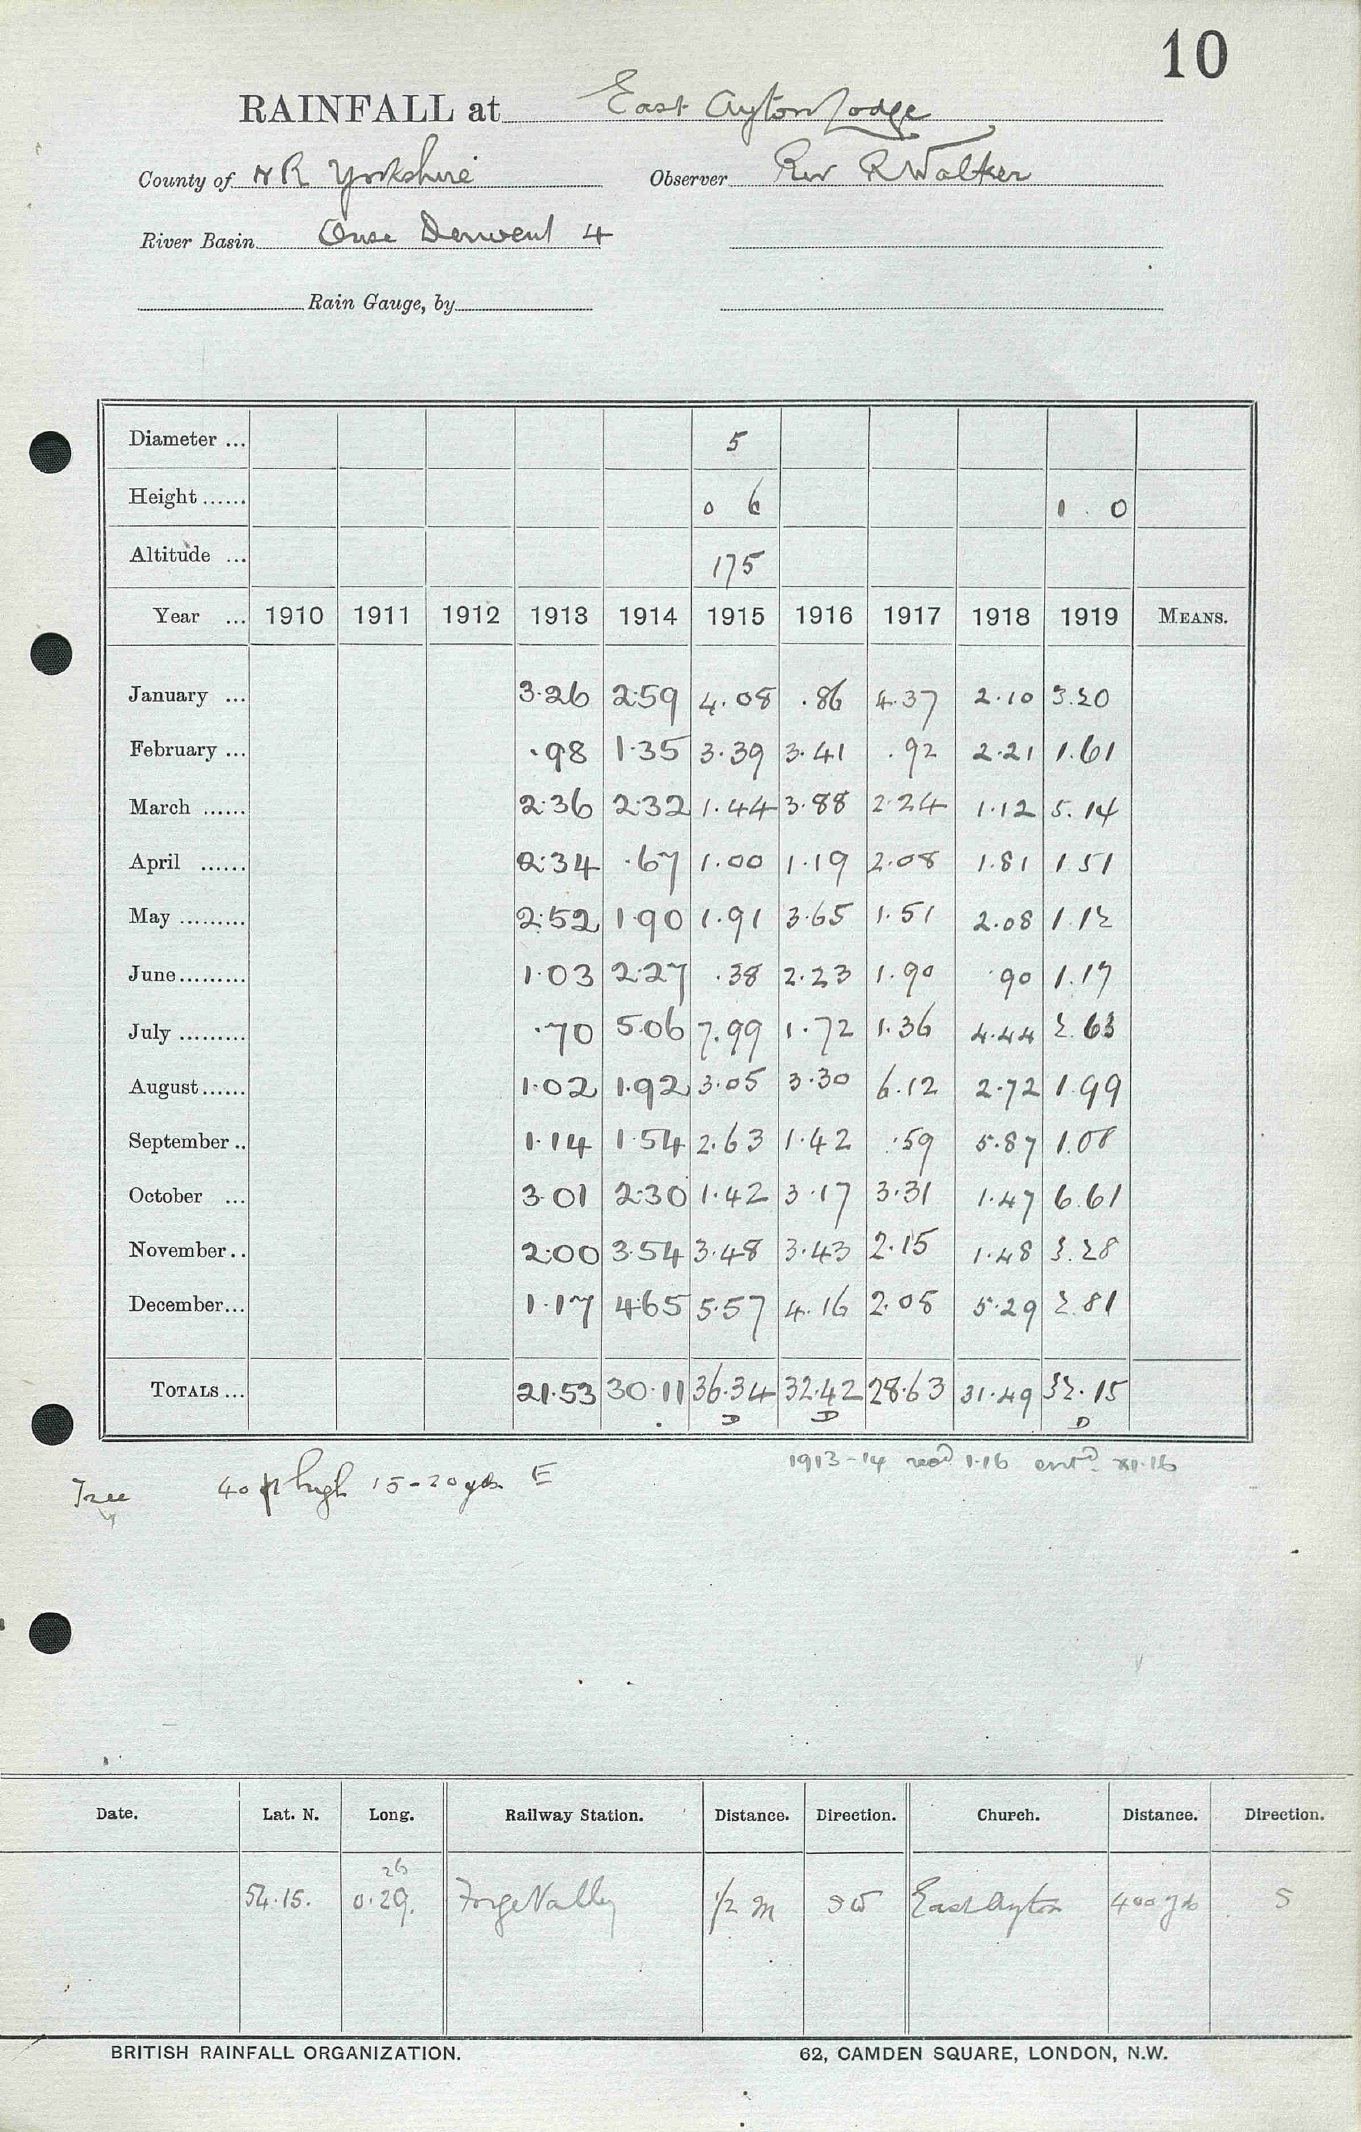 10
RAINFALL at East Ayton Lodge
County of N R Yorkshire Observer Rev R Walker
River Basin Ouse Derwent 4
Rain Gauge, by
Diameter ... 5
Height ...... 0 6 1 . 0
Altitude ... 175
Year ... 1910 1911 1912 1913 1914 1915 1916 1917 1918 1919 MEANS.
January ... 3.26 2.59 4.08 .86 4.37 2.10 3.20
February ... .98 1.35 3.39 3.41 .92 2.21 1.61
March ...... 2.36 2.32 1.44 3.88 2.24 1.12 5.14
April ...... 2.34 .67 1.00 1.19 2.08 1.81 1.51
May ......... 2.52 1.90 1.91 3.65 1.51 2.08 1.12
June ......... 1.03 2.27 .38 2.23 1.90 .90 1.17
July ......... .70 5.06 7.99 1.72 1.36 4.44 2.63
August ...... 1.02 1.92 3.05 3.30 6.12 2.72 1.99
September .. 1.14 1.54 2.63 1.42 .59 5.87 1.08
October ... 3.01 2.30 1.42 3.17 3.31 1.47 6.61
November .. 2.00 3.54 3.48 3.43 2.15 1.48 3.28
December ... 1.17 4.65 5.57 4.16 2.08 5.29 2.81
TOTALS ... 21.53 30.11 36.34 32.42 28.63 31.49 32.15
D D D
1913-14 recd 1.16 entd. XI.16
Tree 40 ft high 15-20 yds E
Date. Lat. N. Long. Railway Station. Distance. Direction. Church. Distance. Direction.
26
54.15. 0.29. Forge Valley 1/2 m SW East Ayton 400 yds S
BRITISH RAINFALL ORGANIZATION. 62, CAMDEN SQUARE, LONDON, N.W.